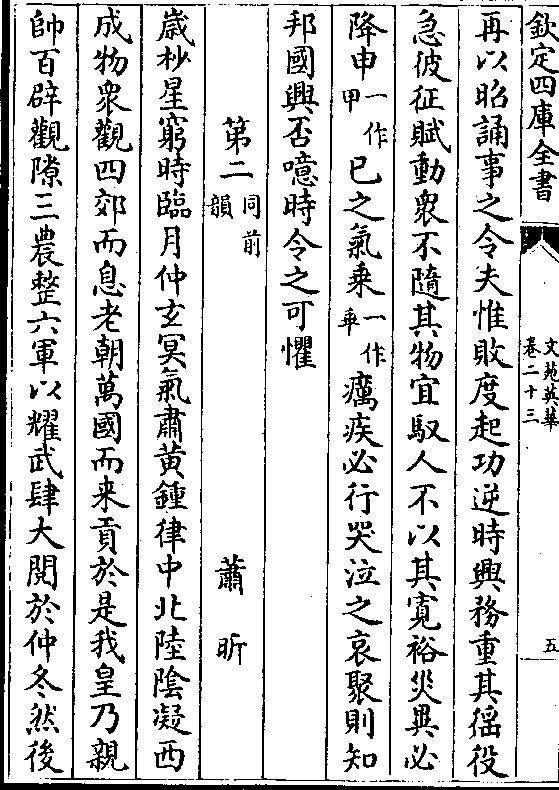 欽定四庫全書
文苑英華
卷二十三
五
再以昭誦事之令夫惟敗度起功逆時興務重其徭役
急彼征賦動衆不隨其物宜馭人不以其寛裕災異必
降申一作甲巳之氣乗一作乖癘疾必行哭泣之哀聚則知
邦國興否噫時令之可懼
第二同前韻 蕭昕
歳杪星窮時臨月仲玄冥氣肅黄鍾律中北陸陰凝西
成物衆觀四郊而息老朝萬國而来貢於是我皇乃親
帥百辟觀隙三農整六軍以耀武肆大閱於仲冬然後